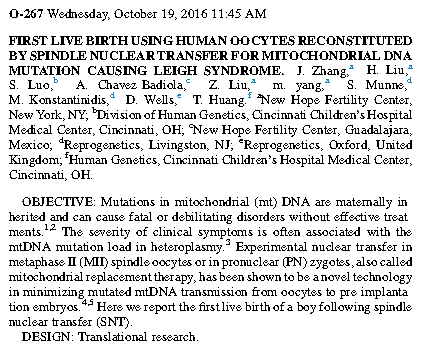 O-267 Wednesday, October 19, 2016 11:45 AM
FIRST LIVE BIRTH USING HUMAN OOCYTES RECONSTITUTED
BY SPINDLE NUCLEAR TRANSFER FOR MITOCHONDRIAL DNA
MUTATION CAUSING LEIGH SYNDROME. J. Zhang,a H. Liu,a
S. Luo,b A. Chavez Badiola,c Z. Liu,a m. yang,a S. Munne,d
M. Konstantinidis,d D. Wells,e T. Huang.f aNew Hope Fertility Center,
New York, NY; bDivision of Human Genetics, Cincinnati Children's Hospital
Medical Center, Cincinnati, OH; cNew Hope Fertility Center, Guadalajara,
Mexico; dReprogenetics, Livingston, NJ; eReprogenetics, Oxford, United
Kingdom; fHuman Genetics, Cincinnati Children's Hospital Medical Center,
Cincinnati, OH.
OBJECTIVE: Mutations in mitochondrial (mt) DNA are maternally in
herited and can cause fatal or debilitating disorders without effective treat
ments.1,2 The severity of clinical symptoms is often associated with the
mtDNA mutation load in heteroplasmy.3 Experimental nuclear transfer in
metaphase II (MII) spindle oocytes or in pronuclear (PN) zygotes, also called
mitochondrial replacement therapy, has been shown to be a novel technology
in minimizing mutated mtDNA transmission from oocytes to pre implanta
tion embryos.4,5 Here we report the first live birth of a boy following spindle
nuclear transfer (SNT).
DESIGN: Translational research.